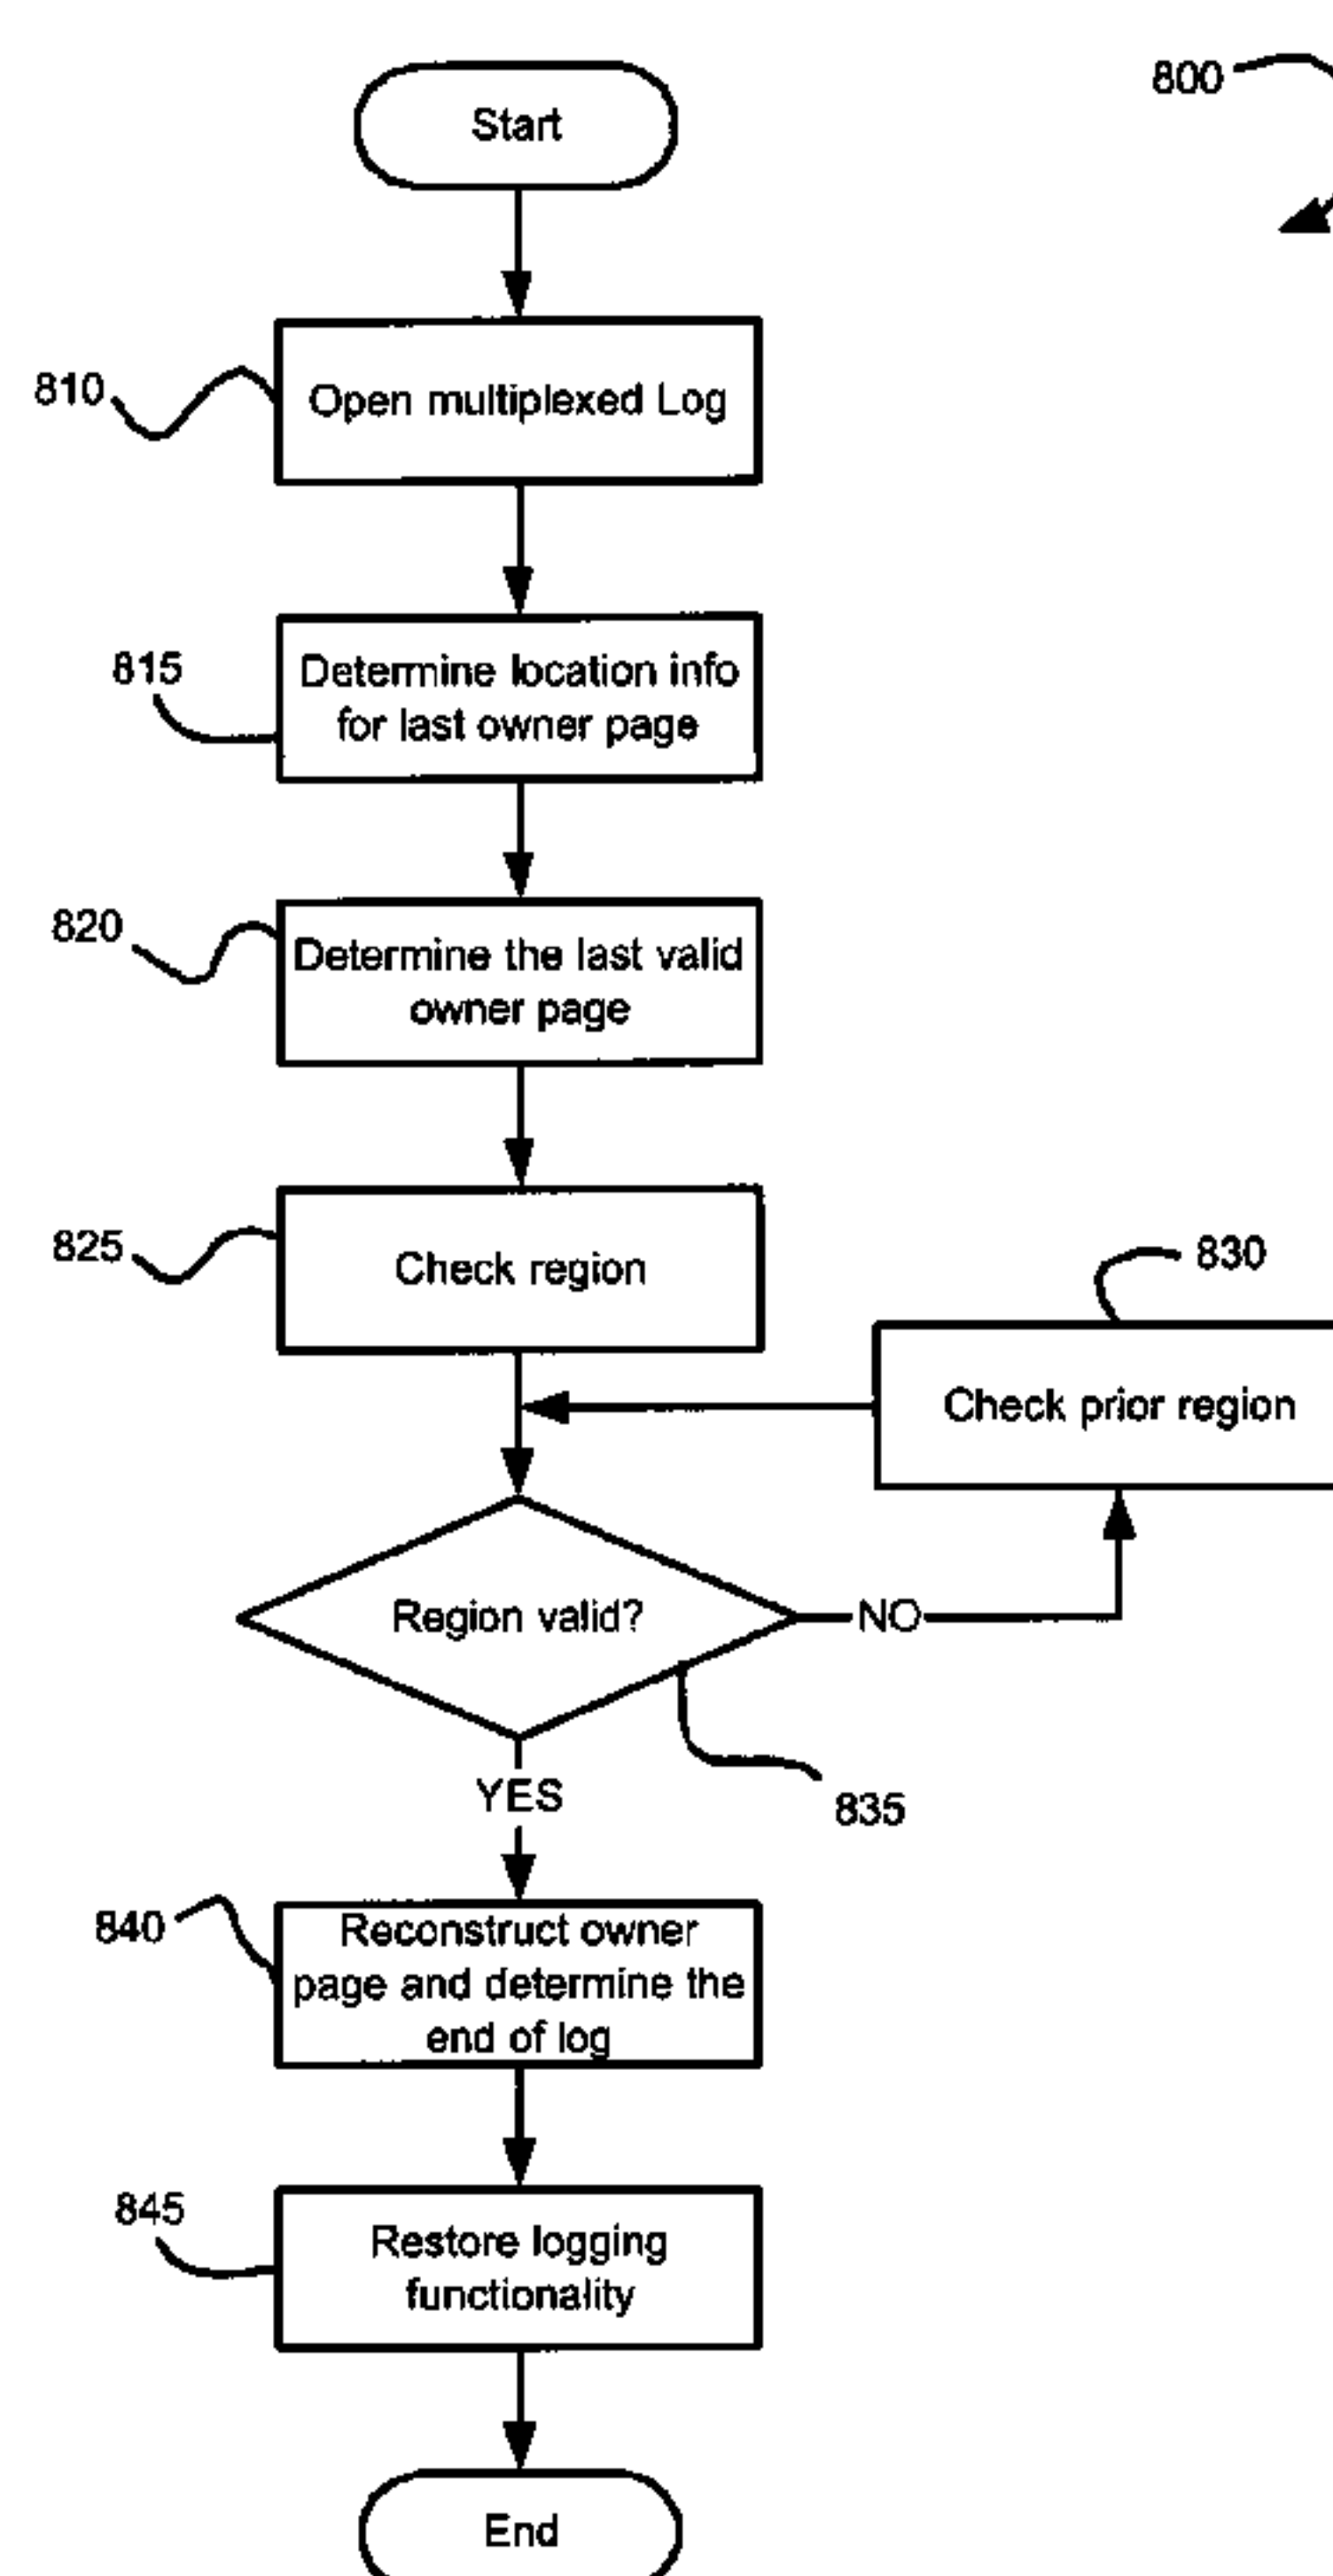 800
Start
810
Open multiplexed Log
815
Determine location info
for last owner page
820
Determine the last valid
owner page
825
Check region
830
Check prior region
Region valid?
NO
835
YES
840
Reconstruct owner
page and determine the
end of log
845
Restore logging
functionality
End